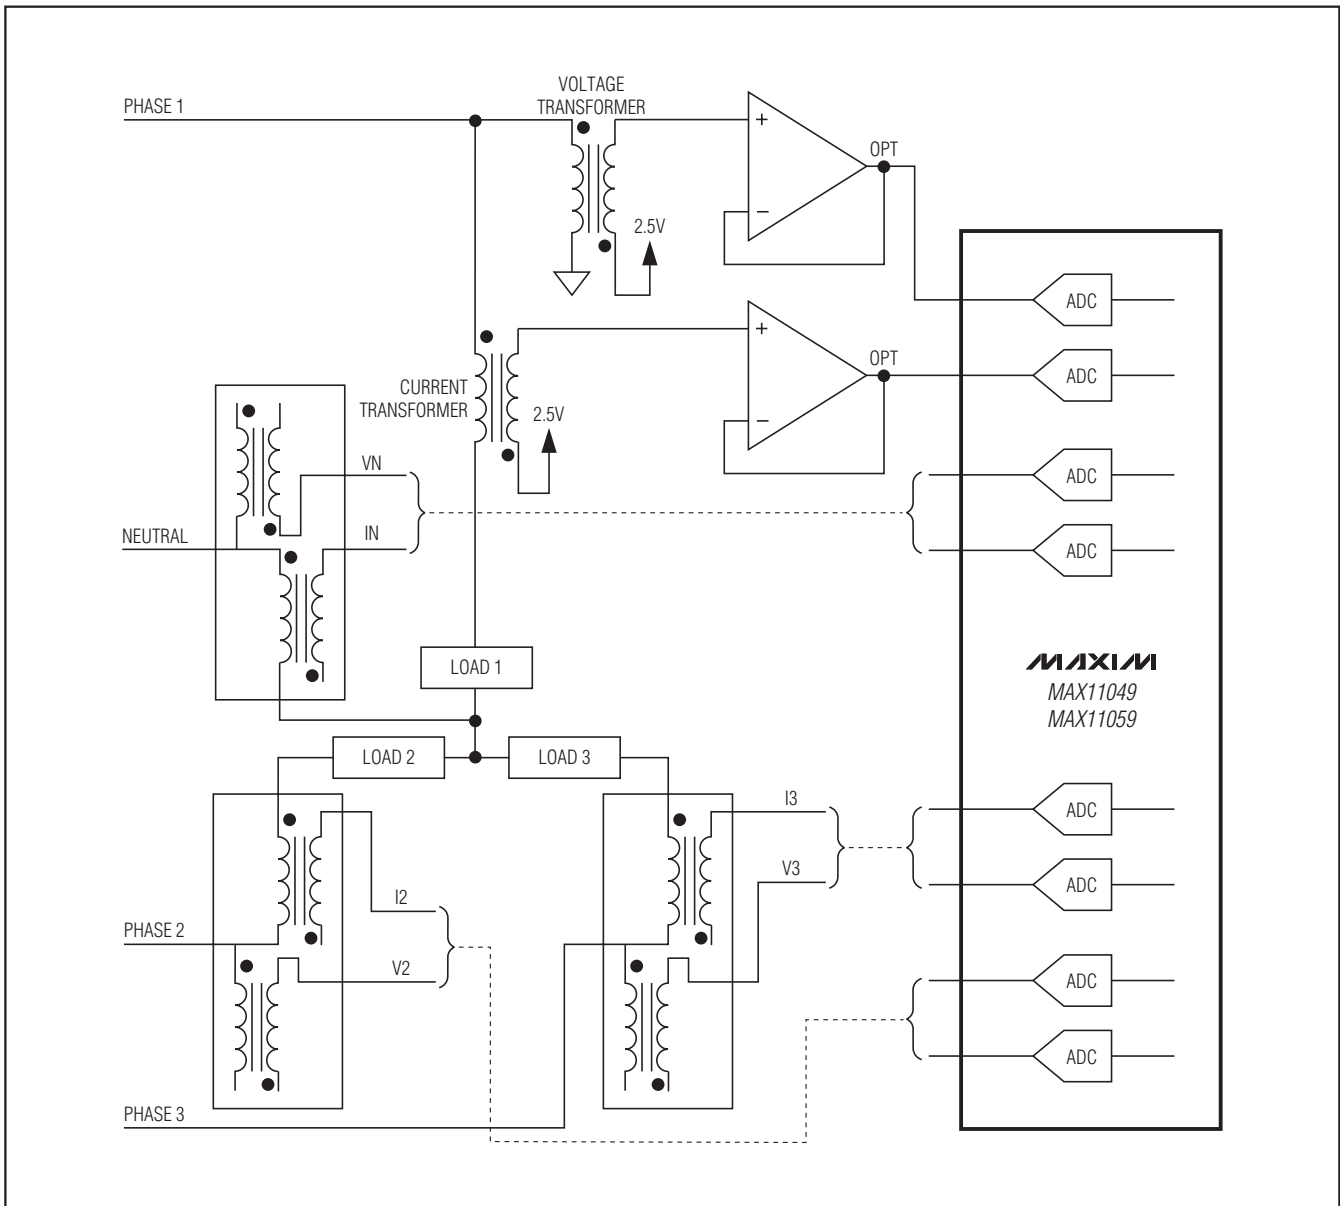 PHASE 1
VOLTAGE
TRANSFORMER
+
−
OPT
2.5V
ADC
CURRENT
TRANSFORMER
2.5V
+
−
OPT
ADC
VN
IN
NEUTRAL
ADC
ADC
LOAD 1
MAXIM
MAX11049
MAX11059
LOAD 2
LOAD 3
I3
V3
ADC
ADC
PHASE 2
I2
V2
ADC
ADC
PHASE 3